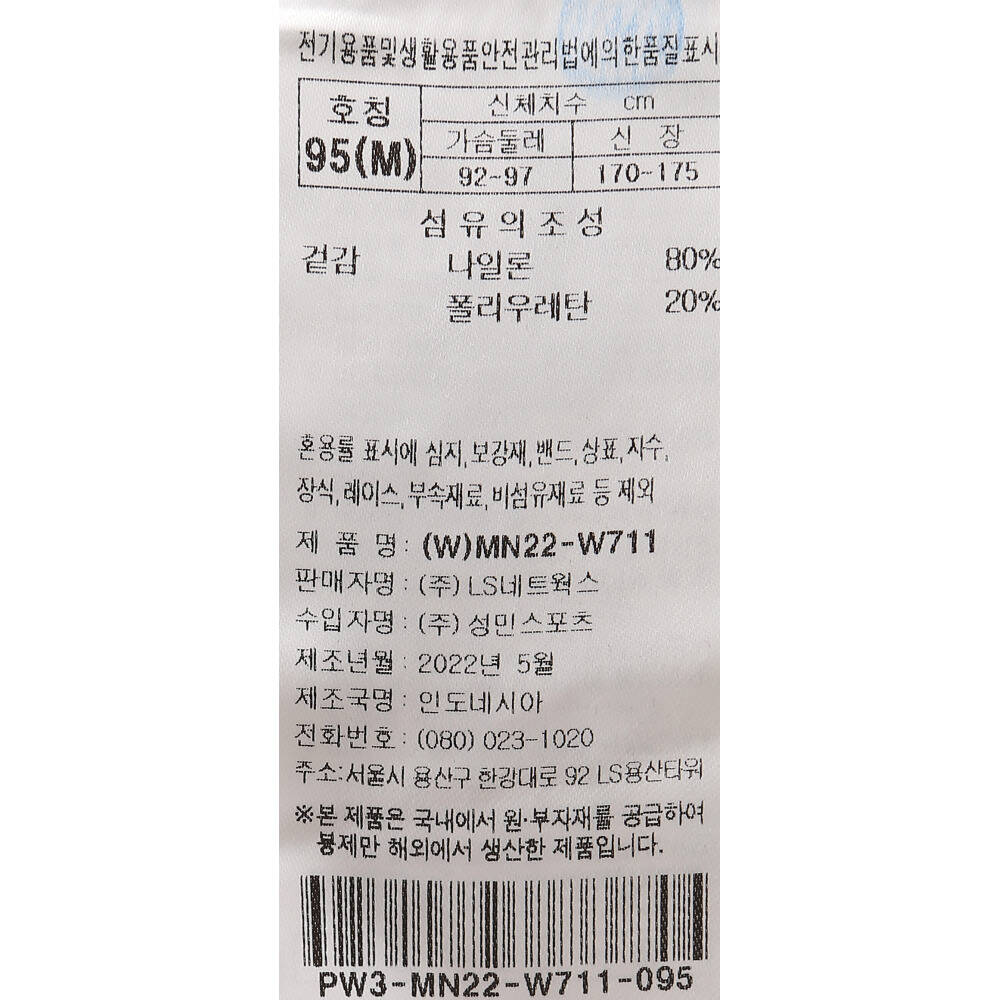 전기용품및생활용품안전관리법에의한품질표시
호칭 신체치수 cm
95(M) 가슴둘레 신 장
92-97 170-175
섬 유 의 조 성
겉감 나일론 80%
폴리우레탄 20%
혼용률 표시에 심지,보강재,밴드,상표,자수,
장식,레이스,부속재료,비섬유재료 등 제외
제 품 명: (W)MN22-W711
판매자명: (주) LS네트웍스
수입자명: (주) 성민스포츠
제조년월: 2022년 5월
제조국명: 인도네시아
전화번호: (080) 023-1020
주소:서울시 용산구 한강대로 92 LS용산타워
※본 제품은 국내에서 원·부자재를 공급하여
봉제만 해외에서 생산한 제품입니다.
PW3-MN22-W711-095